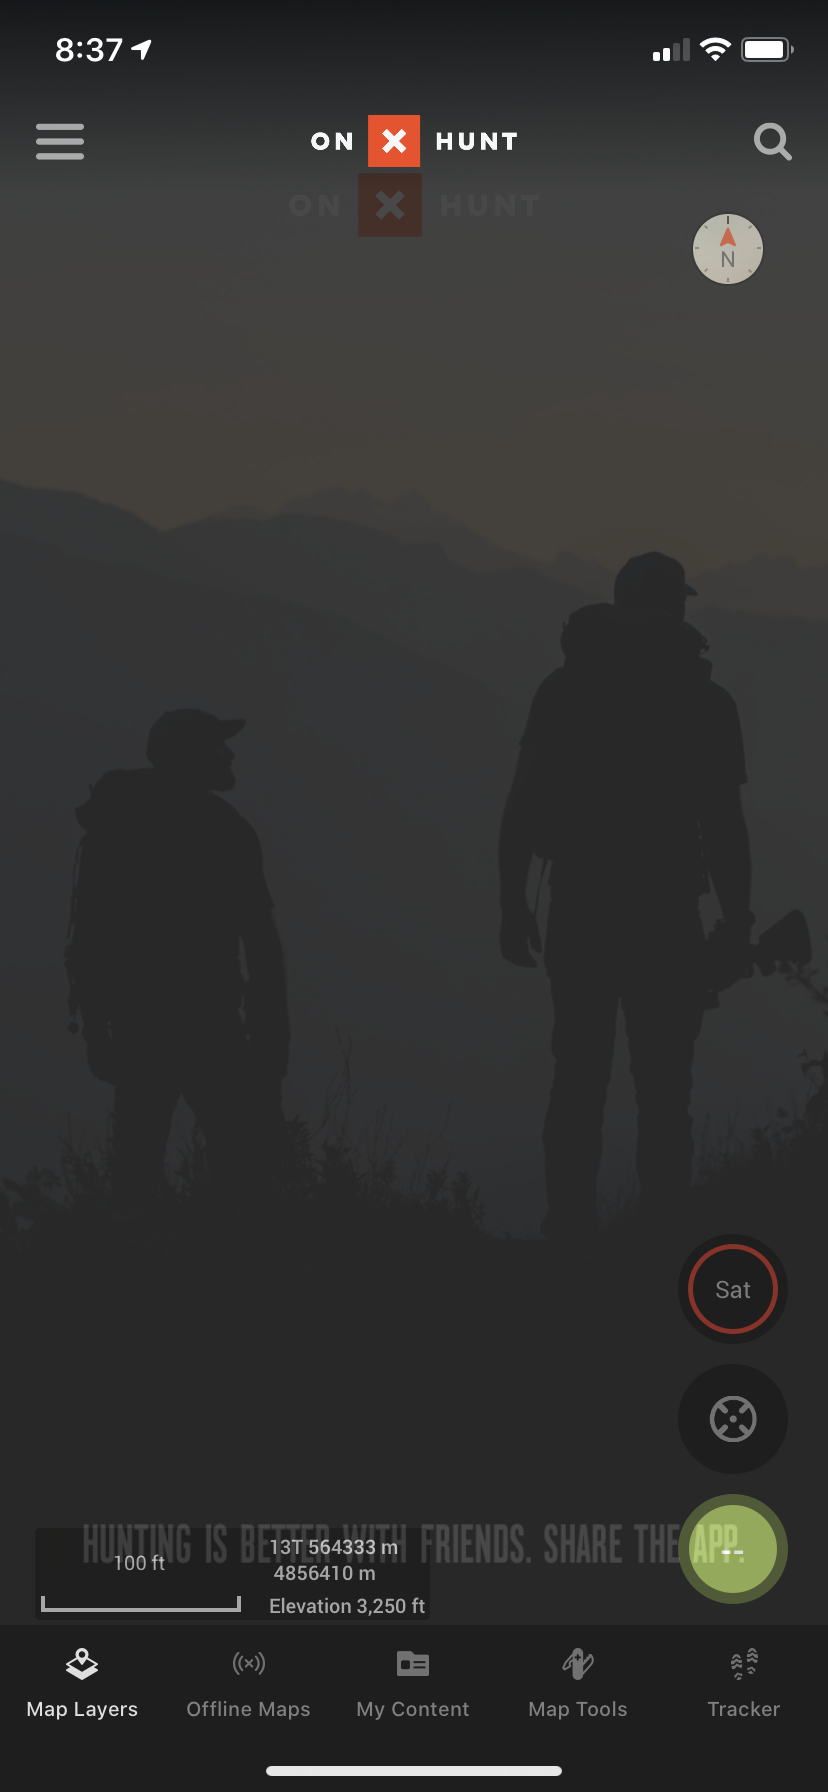 8:37
ON X HUNT
ON X HUNT
N
Sat
HUNTING IS BETTER WITH FRIENDS. SHARE THE APP.
--
100 ft
13T 564333 m
4856410 m
Elevation 3,250 ft
Map Layers
Offline Maps
My Content
Map Tools
Tracker